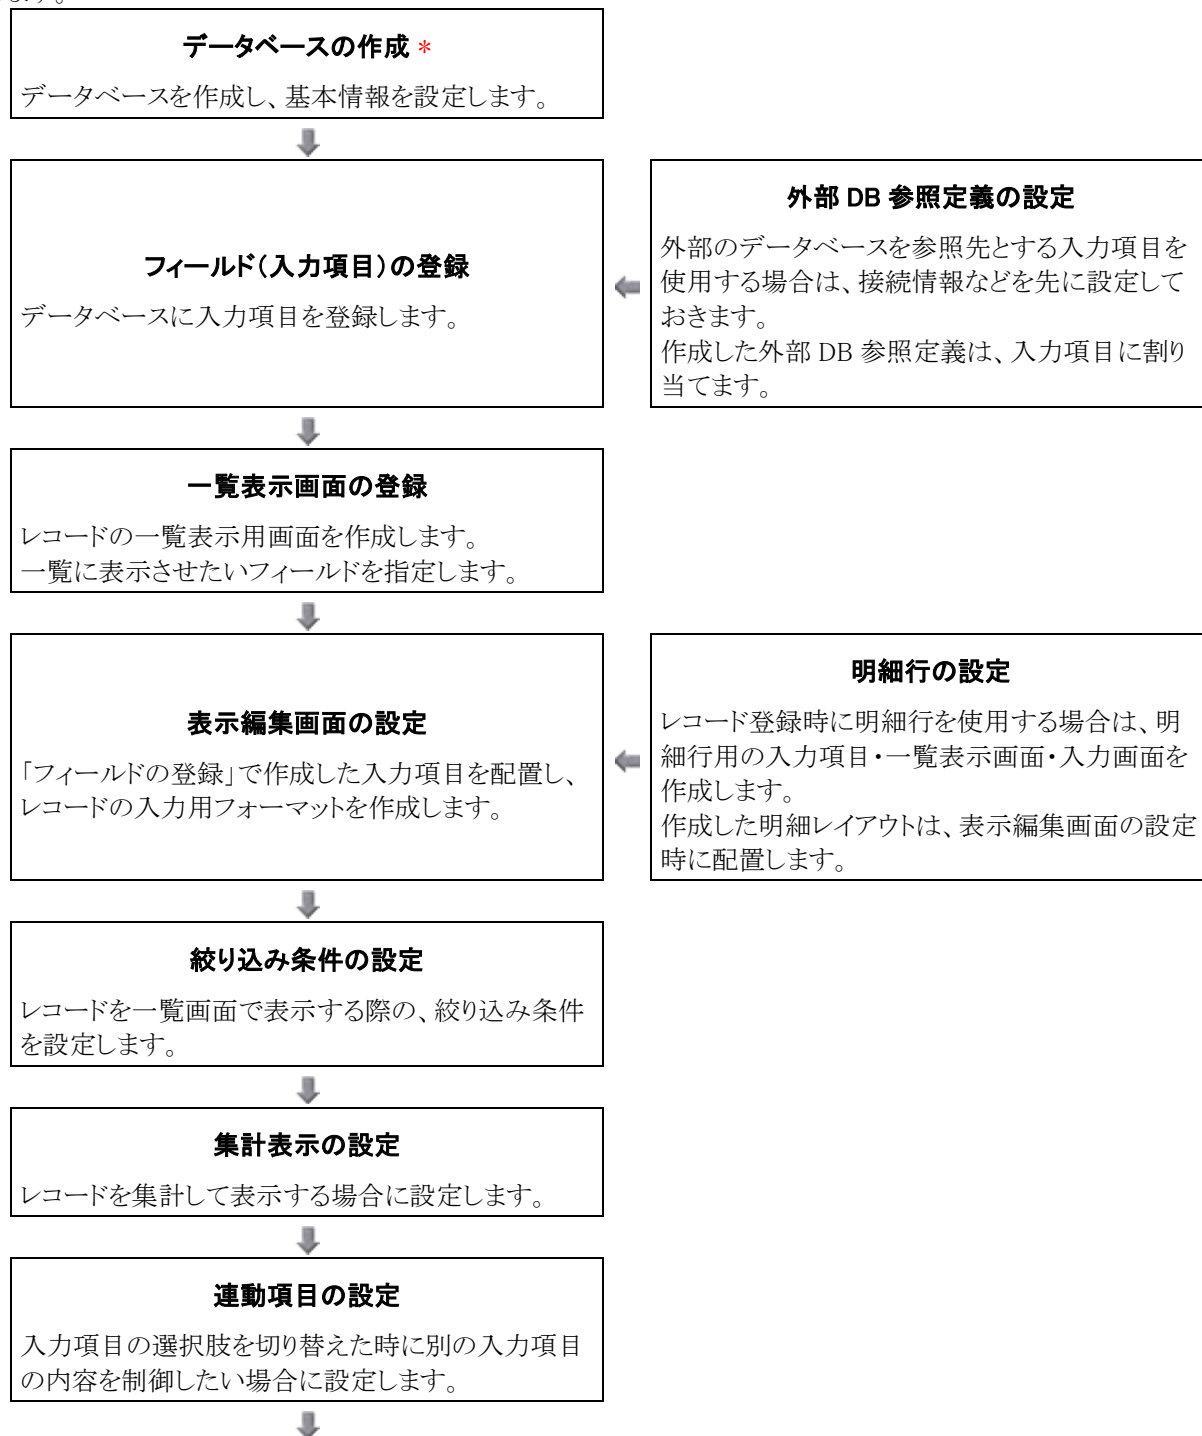 ます。
データベースの作成 *
データベースを作成し、基本情報を設定します。
フィールド（入力項目）の登録
データベースに入力項目を登録します。
外部 DB 参照定義の設定
外部のデータベースを参照先とする入力項目を
使用する場合は、接続情報などを先に設定して
おきます。
作成した外部 DB 参照定義は、入力項目に割り
当てます。
一覧表示画面の登録
レコードの一覧表示用画面を作成します。
一覧に表示させたいフィールドを指定します。
表示編集画面の設定
「フィールドの登録」で作成した入力項目を配置し、
レコードの入力用フォーマットを作成します。
明細行の設定
レコード登録時に明細行を使用する場合は、明
細行用の入力項目・一覧表示画面・入力画面を
作成します。
作成した明細レイアウトは、表示編集画面の設定
時に配置します。
絞り込み条件の設定
レコードを一覧画面で表示する際の、絞り込み条件
を設定します。
集計表示の設定
レコードを集計して表示する場合に設定します。
連動項目の設定
入力項目の選択肢を切り替えた時に別の入力項目
の内容を制御したい場合に設定します。